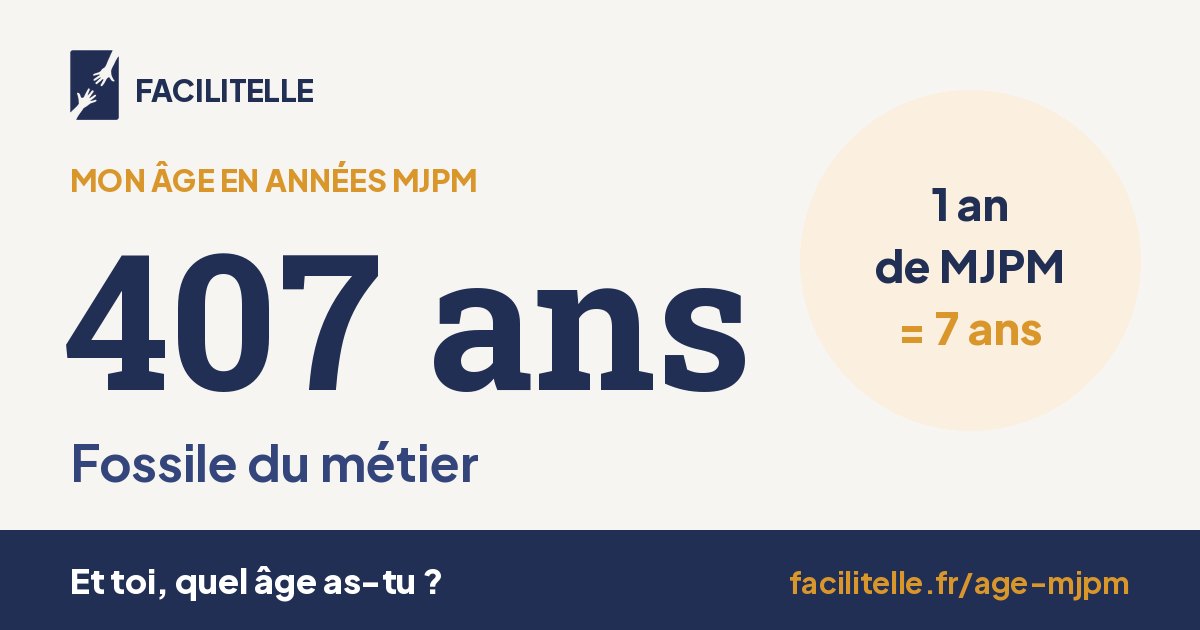 FACILITELLE
MON ÂGE EN ANNÉES MJPM
407 ans
Fossile du métier
1 an
de MJPM
= 7 ans
Et toi, quel âge as-tu ?
facilitelle.fr/age-mjpm